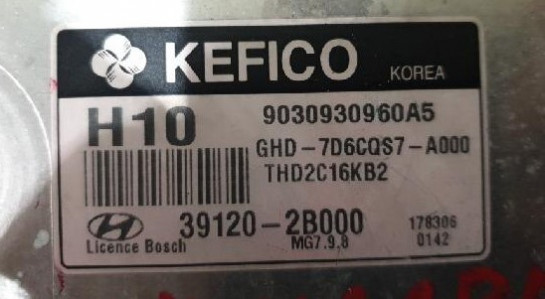 KEFICO KOREA
H10
9030930960A5
GHD-7D6CQS7-A000
THD2C16KB2
39120-2B000
Licence Bosch
MG7.9.8
178306
0142